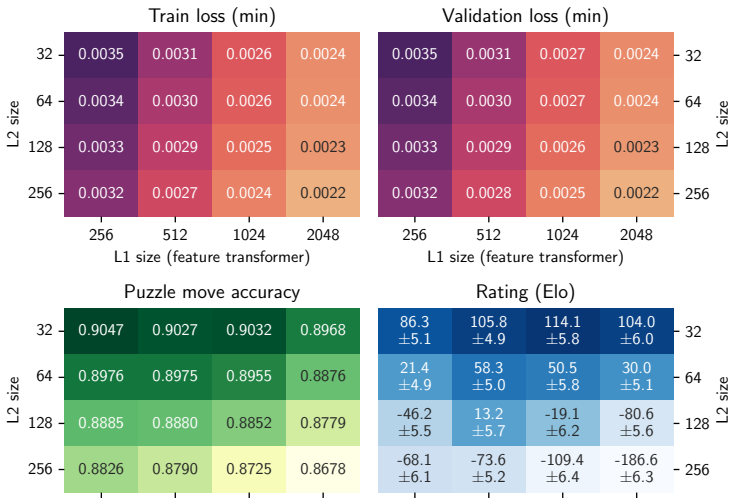 Train loss (min)
Validation loss (min)
L2 size
32 0.0035 0.0031 0.0026 0.0024
64 0.0034 0.0030 0.0026 0.0024
128 0.0033 0.0029 0.0025 0.0023
256 0.0032 0.0027 0.0024 0.0022
256 512 1024 2048
L1 size (feature transformer)
0.0035 0.0031 0.0027 0.0024 32
0.0034 0.0030 0.0027 0.0024 64
0.0033 0.0029 0.0026 0.0023 128
0.0032 0.0028 0.0025 0.0022 256
L2 size
256 512 1024 2048
L1 size (feature transformer)
Puzzle move accuracy
Rating (Elo)
L2 size
32 0.9047 0.9027 0.9032 0.8968
64 0.8976 0.8975 0.8955 0.8876
128 0.8885 0.8880 0.8852 0.8779
256 0.8826 0.8790 0.8725 0.8678
86.3 105.8 114.1 104.0
±5.1 ±4.9 ±5.8 ±6.0
32
21.4 58.3 50.5 30.0
±4.9 ±5.0 ±5.8 ±5.1
64
-46.2 13.2 -19.1 -80.6
±5.5 ±5.7 ±6.2 ±5.6
128
-68.1 -73.6 -109.4 -186.6
±6.1 ±5.2 ±6.4 ±6.3
256
L2 size